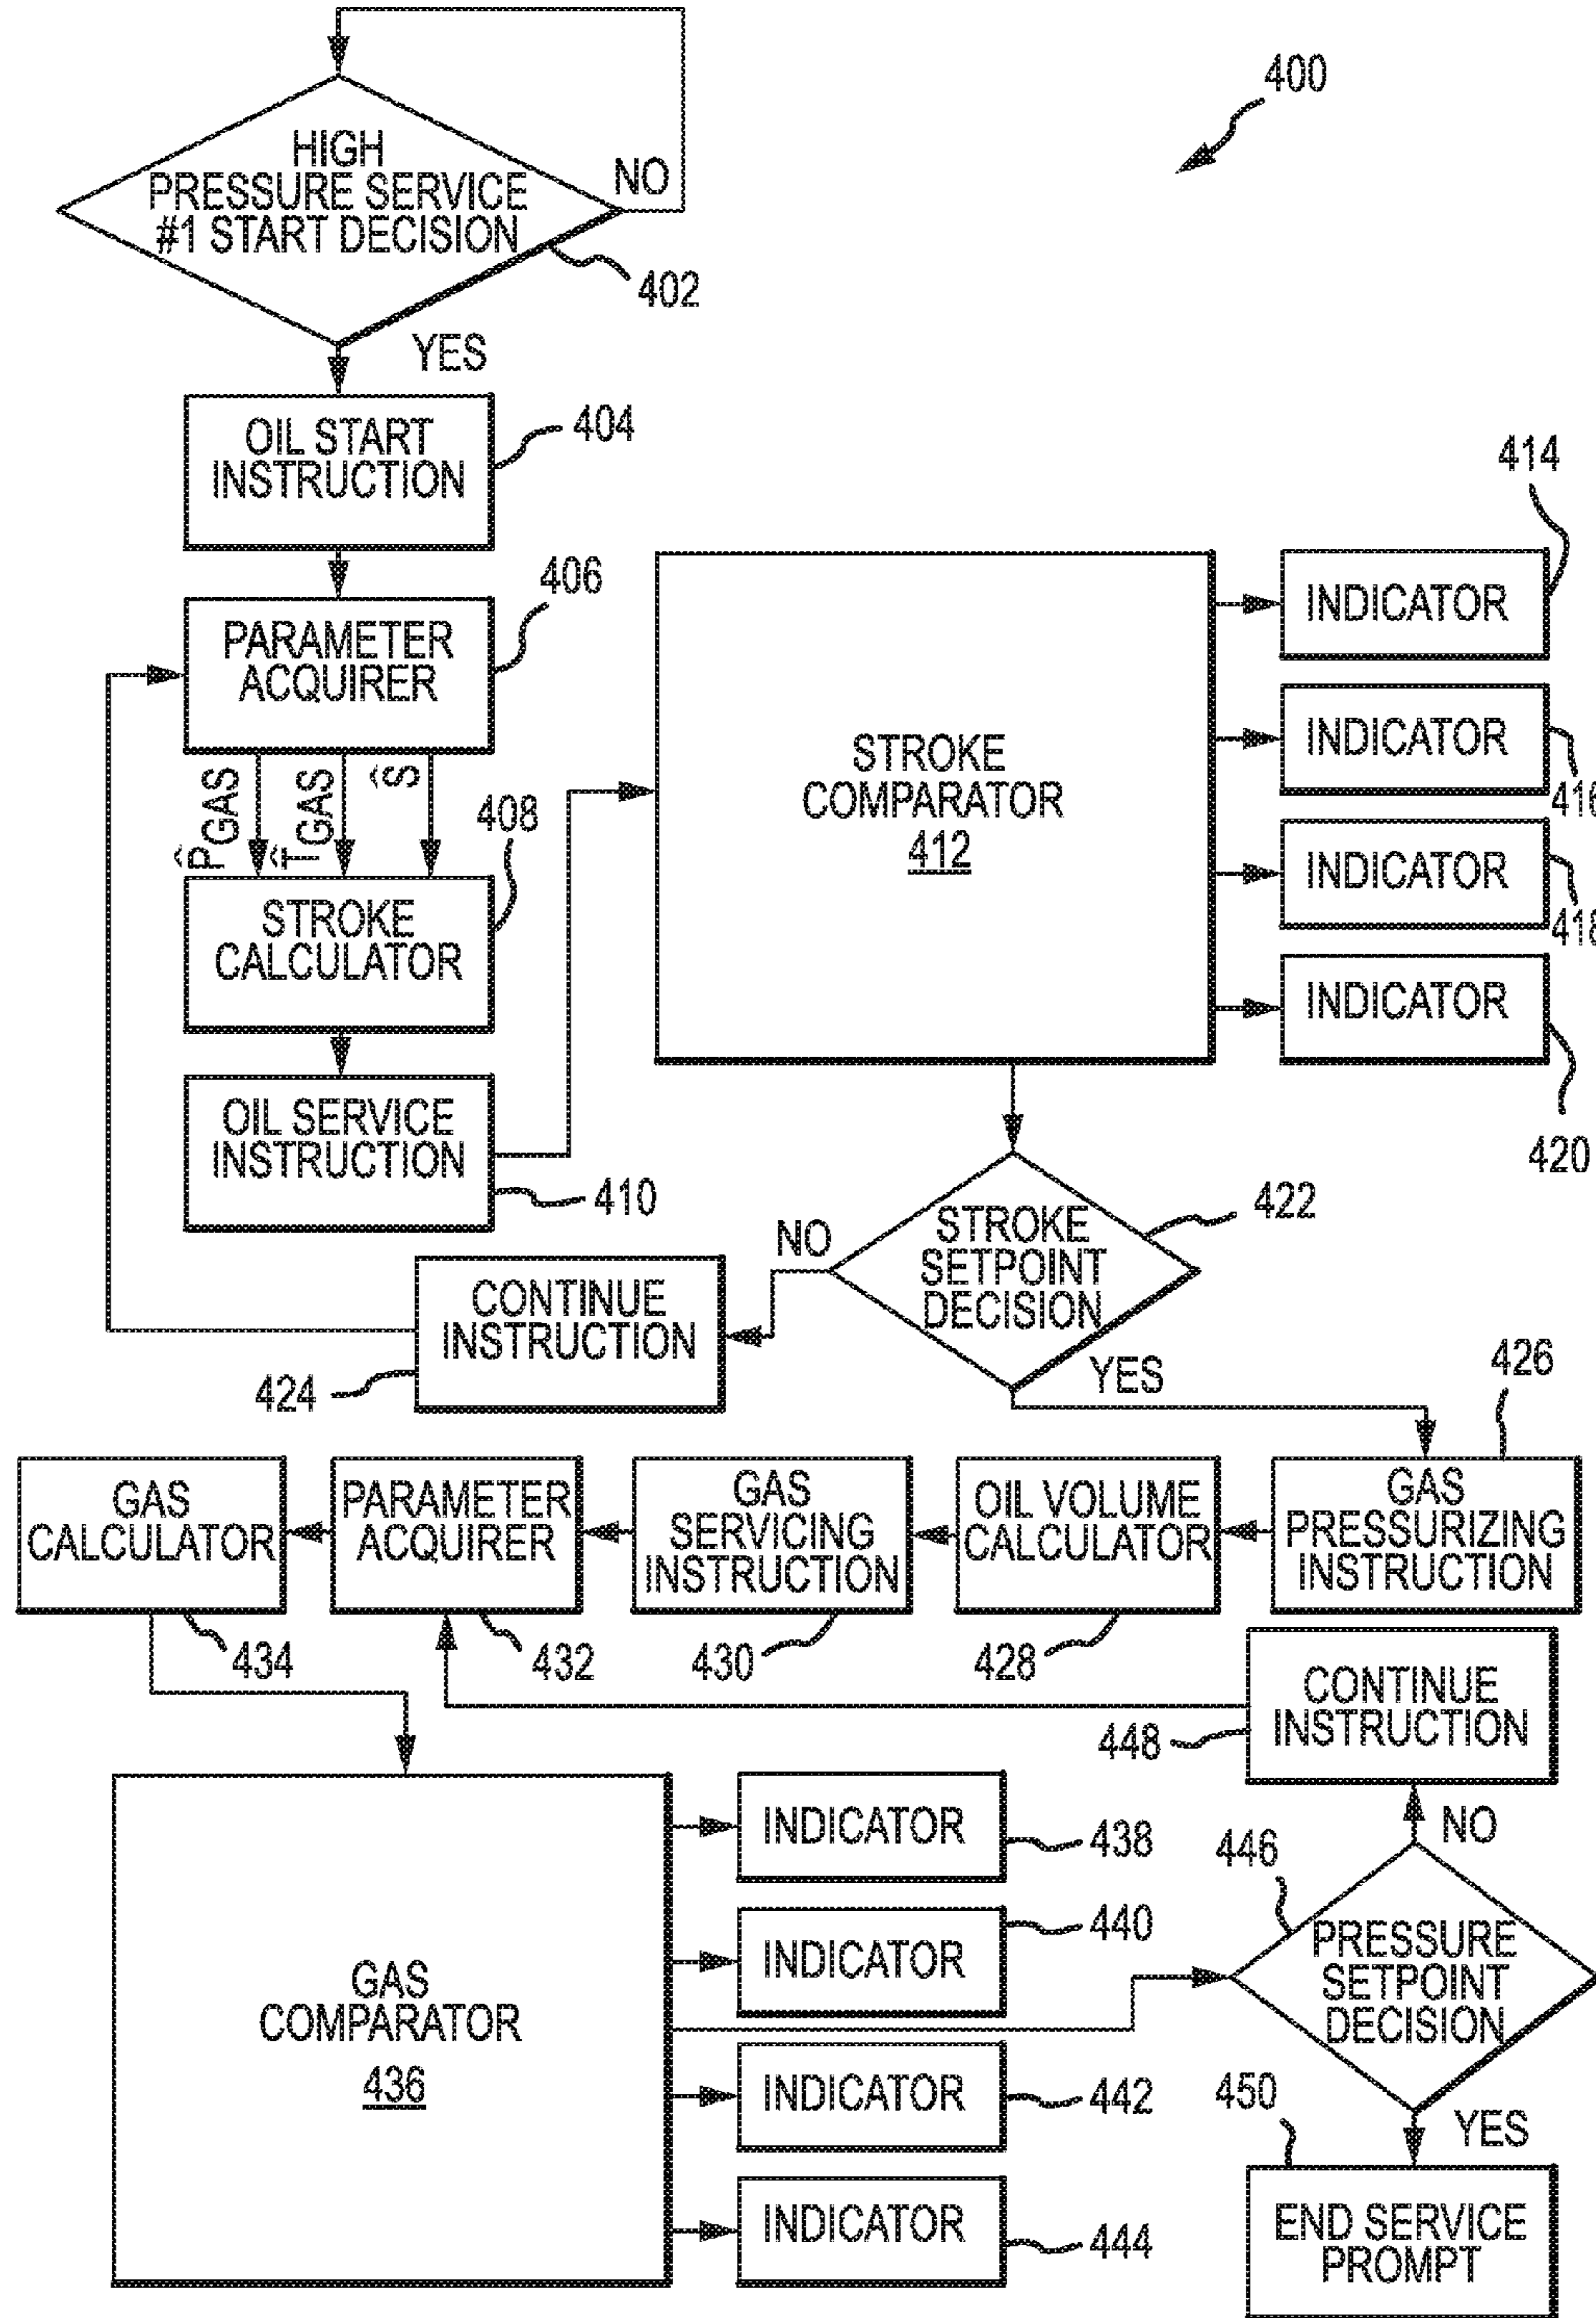 400
HIGH
PRESSURE SERVICE
#1 START DECISION
NO
402
YES
OIL START
INSTRUCTION
404
PARAMETER
ACQUIRER
406
P̂GAS
T̂GAS
Ŝ
408
STROKE
CALCULATOR
OIL SERVICE
INSTRUCTION
410
STROKE
COMPARATOR
412
414
INDICATOR
INDICATOR
416
INDICATOR
418
INDICATOR
420
STROKE
SETPOINT
DECISION
422
NO
YES
CONTINUE
INSTRUCTION
424
426
GAS
PRESSURIZING
INSTRUCTION
OIL VOLUME
CALCULATOR
428
GAS
SERVICING
INSTRUCTION
430
PARAMETER
ACQUIRER
432
GAS
CALCULATOR
434
CONTINUE
INSTRUCTION
448
GAS
COMPARATOR
436
INDICATOR
438
INDICATOR
440
INDICATOR
442
INDICATOR
444
NO
446
PRESSURE
SETPOINT
DECISION
YES
450
END SERVICE
PROMPT